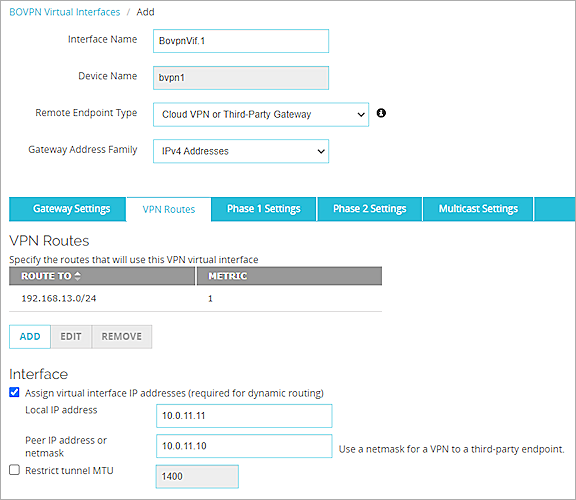 BOVPN Virtual Interfaces / Add
Interface Name BovpnVif.1
Device Name bvpn1
Remote Endpoint Type Cloud VPN or Third-Party Gateway
Gateway Address Family IPv4 Addresses
Gateway Settings VPN Routes Phase 1 Settings Phase 2 Settings Multicast Settings
VPN Routes
Specify the routes that will use this VPN virtual interface
ROUTE TO METRIC
192.168.13.0/24 1
ADD EDIT REMOVE
Interface
Assign virtual interface IP addresses (required for dynamic routing)
Local IP address 10.0.11.11
Peer IP address or
netmask 10.0.11.10 Use a netmask for a VPN to a third-party endpoint.
Restrict tunnel MTU 1400